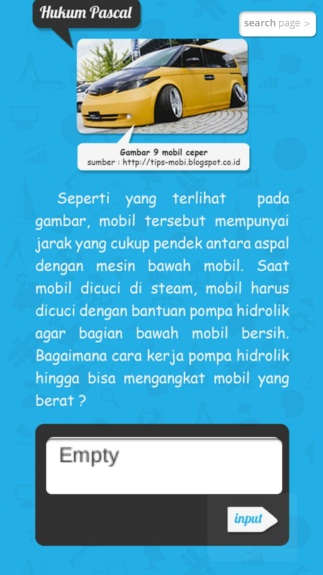 Hukum Pascal
search page >
Gambar 9 mobil ceper
sumber : http://tips-mobi.blogspot.co.id
Seperti yang terlihat pada
gambar, mobil tersebut mempunyai
jarak yang cukup pendek antara aspal
dengan mesin bawah mobil. Saat
mobil dicuci di steam, mobil harus
dicuci dengan bantuan pompa hidrolik
agar bagian bawah mobil bersih.
Bagaimana cara kerja pompa hidrolik
hingga bisa mengangkat mobil yang
berat ?
Empty
input